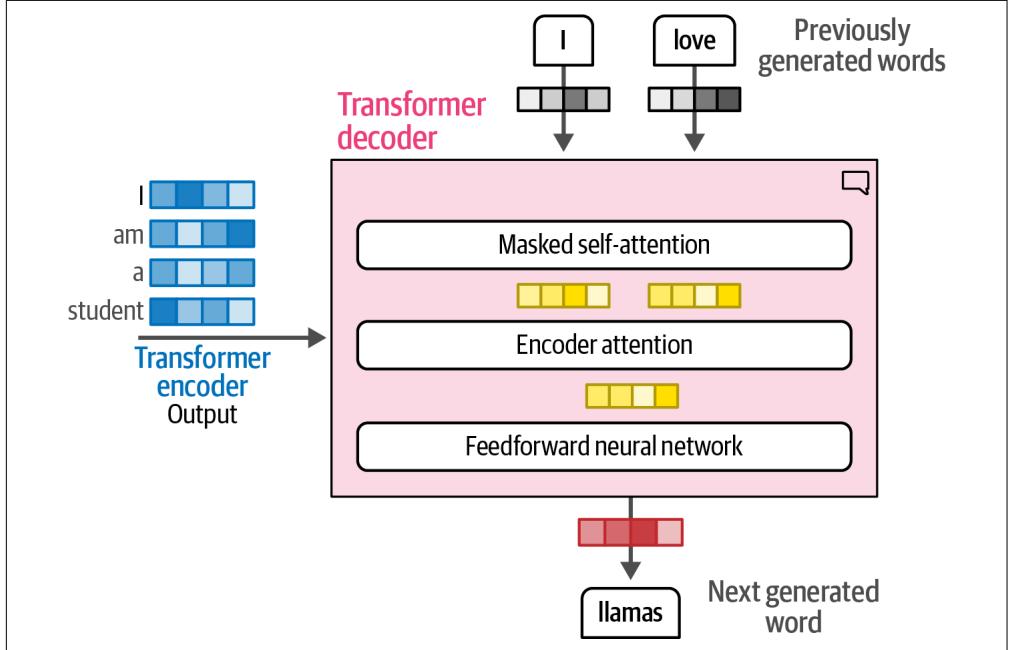 I
love
Previously
generated words
Transformer
decoder
I
am
a
student
Transformer
encoder
Output
Masked self-attention
Encoder attention
Feedforward neural network
llamas
Next generated
word